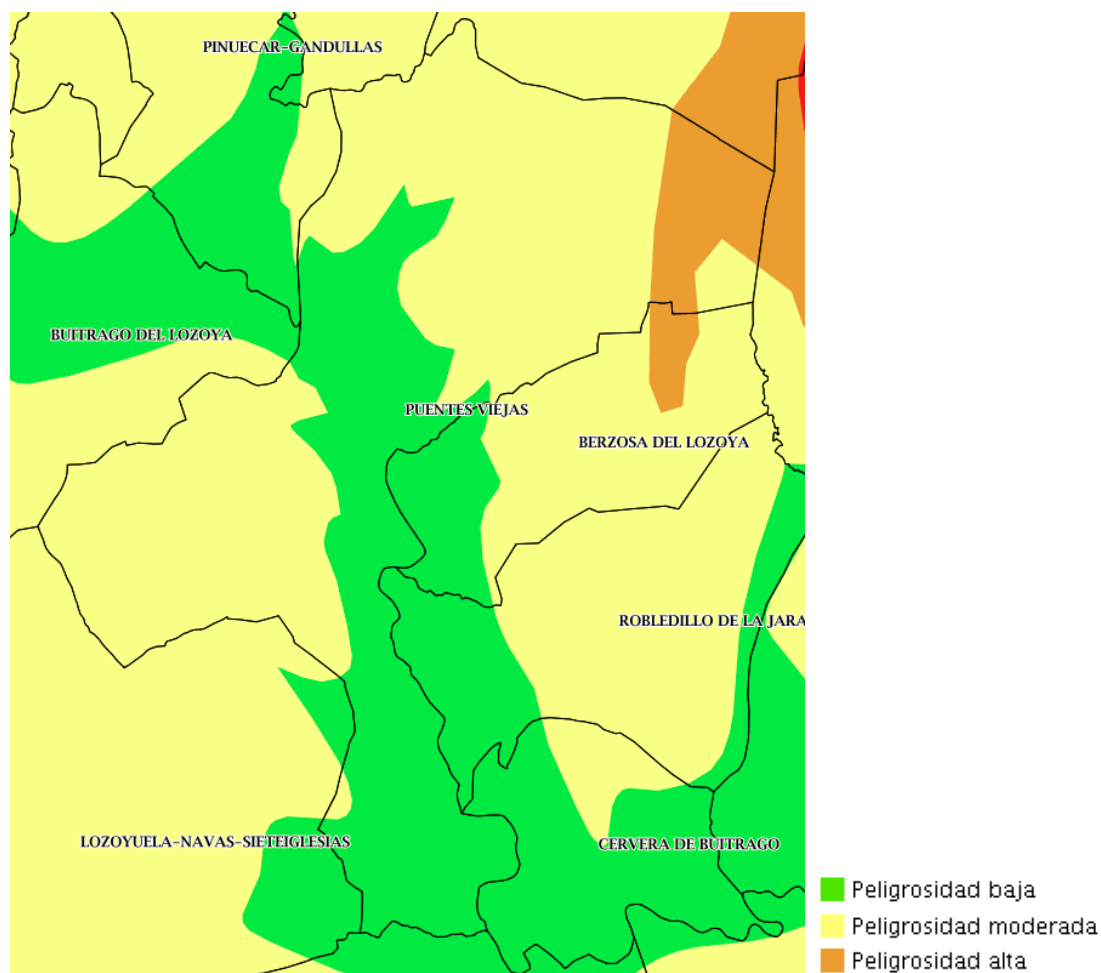 PINUECAR-GANDULLAS
BUITRAGO DEL LOZOYA
PUENTES VIEJAS
BERZOSA DEL LOZOYA
ROBLEDILLO DE LA JARA
LOZOYUELA-NAVAS-SIETEIGLESIAS
CERVERA DE BUITRAGO
Peligrosidad baja
Peligrosidad moderada
Peligrosidad alta